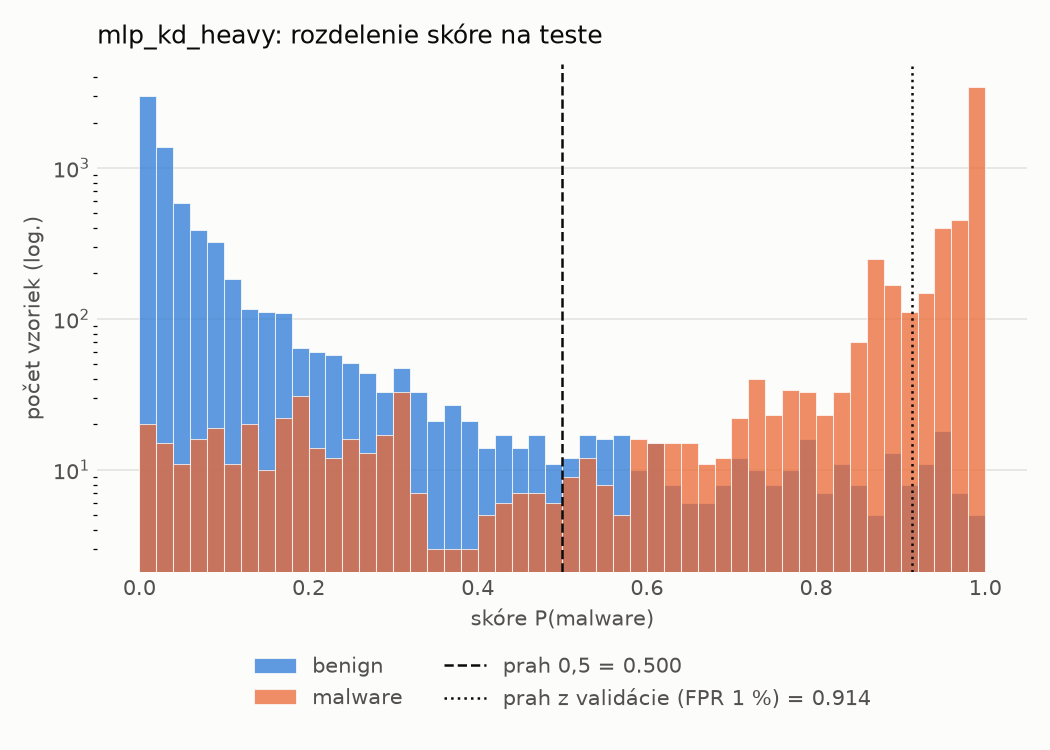 mlp_kd_heavy: rozdelenie skóre na teste
počet vzoriek (log.)
10³
10²
10¹
0.0 0.2 0.4 0.6 0.8 1.0
skóre P(malware)
benign
malware
prah 0,5 = 0.500
prah z validácie (FPR 1 %) = 0.914